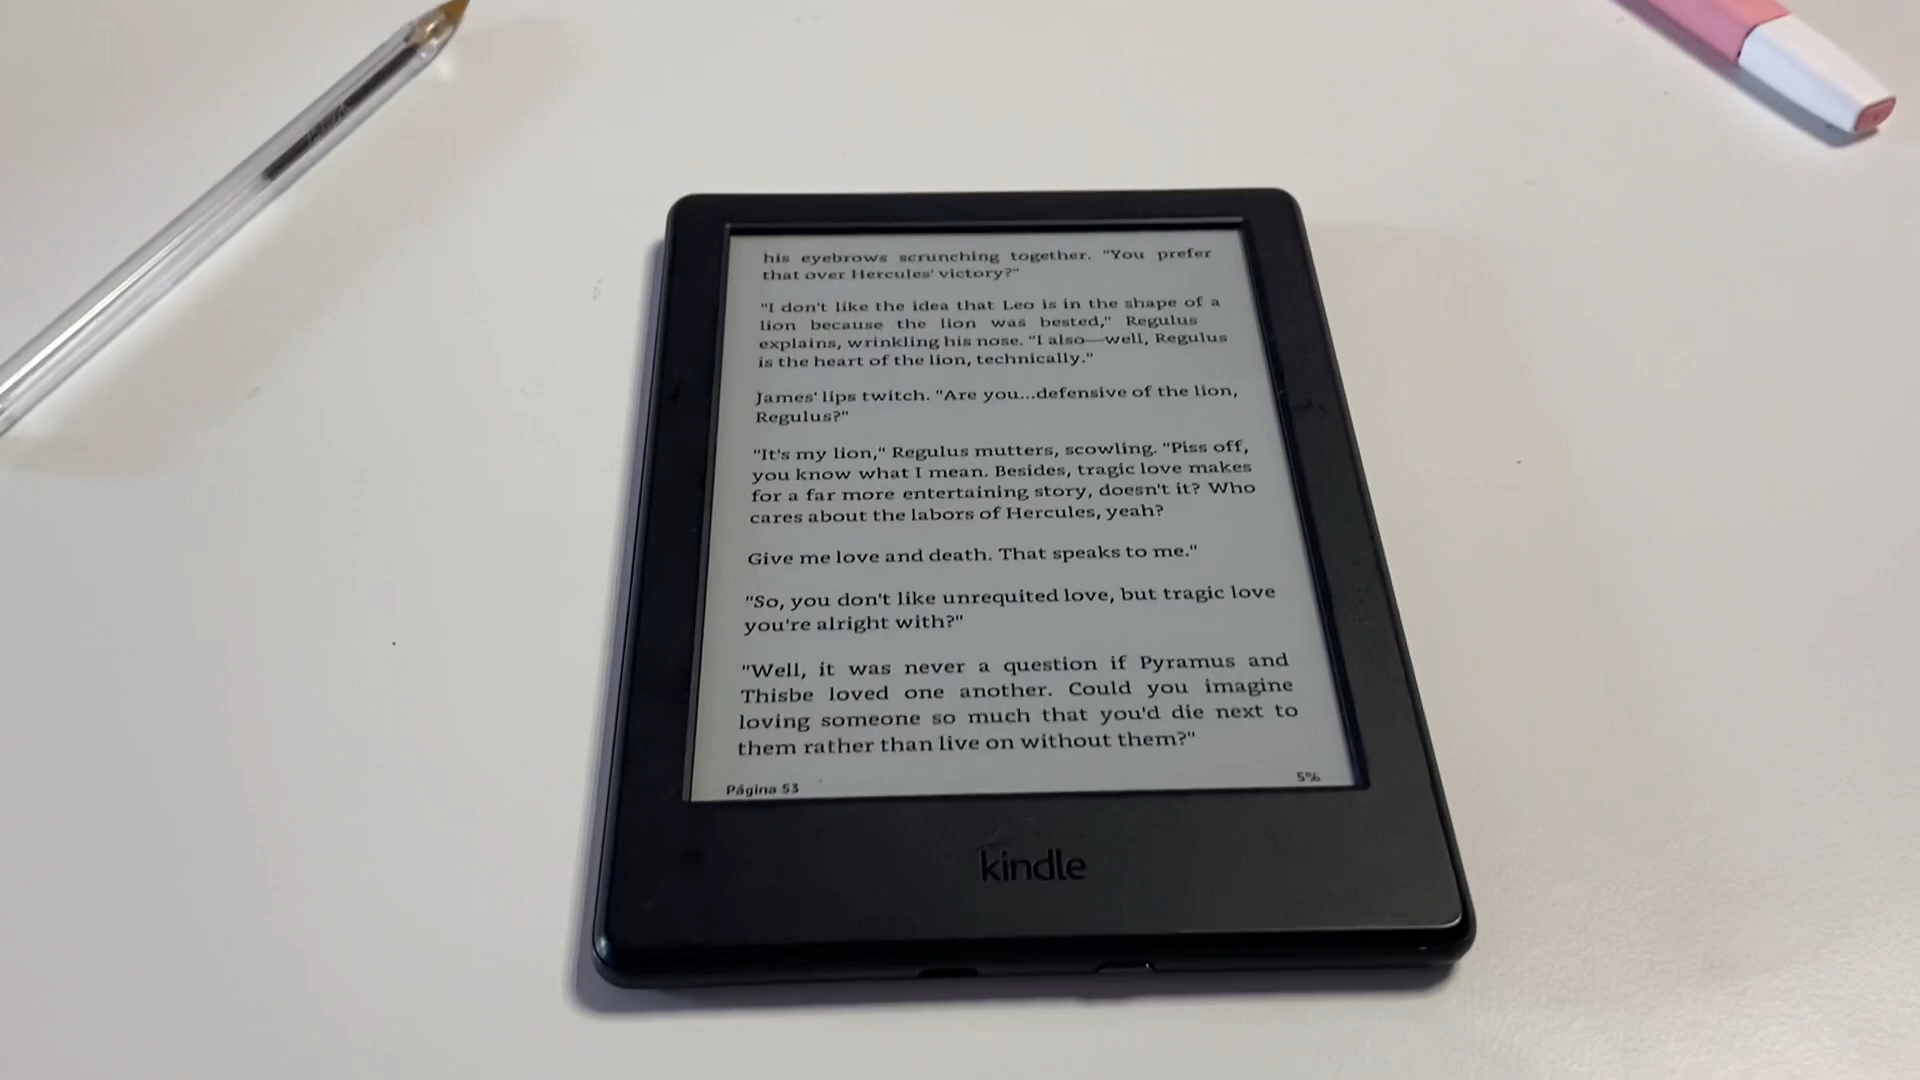 his eyebrows scrunching together. "You prefer
that over Hercules' victory?"
"I don't like the idea that Leo is in the shape of a
lion because the lion was bested," Regulus
explains, wrinkling his nose. "I also—well, Regulus
is the heart of the lion, technically."
James' lips twitch. "Are you...defensive of the lion,
Regulus?"
"It's my lion," Regulus mutters, scowling. "Piss off,
you know what I mean. Besides, tragic love makes
for a far more entertaining story, doesn't it? Who
cares about the labors of Hercules, yeah?
Give me love and death. That speaks to me."
"So, you don't like unrequited love, but tragic love
you're alright with?"
"Well, it was never a question if Pyramus and
Thisbe loved one another. Could you imagine
loving someone so much that you'd die next to
them rather than live on without them?"
Página 53
5%
kindle